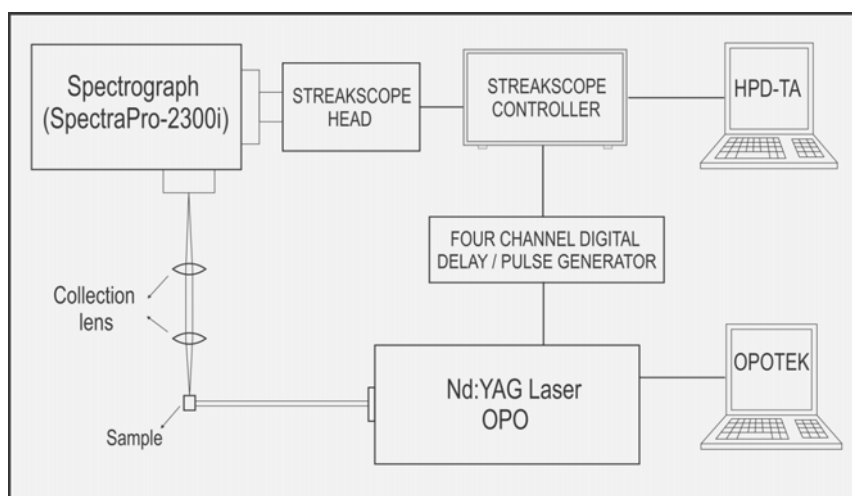 Spectrograph
(SpectraPro-2300i)
STREAKSCOPE
HEAD
STREAKSCOPE
CONTROLLER
HPD-TA
FOUR CHANNEL DIGITAL
DELAY / PULSE GENERATOR
Collection
lens
Nd:YAG Laser
OPO
OPOTEK
Sample